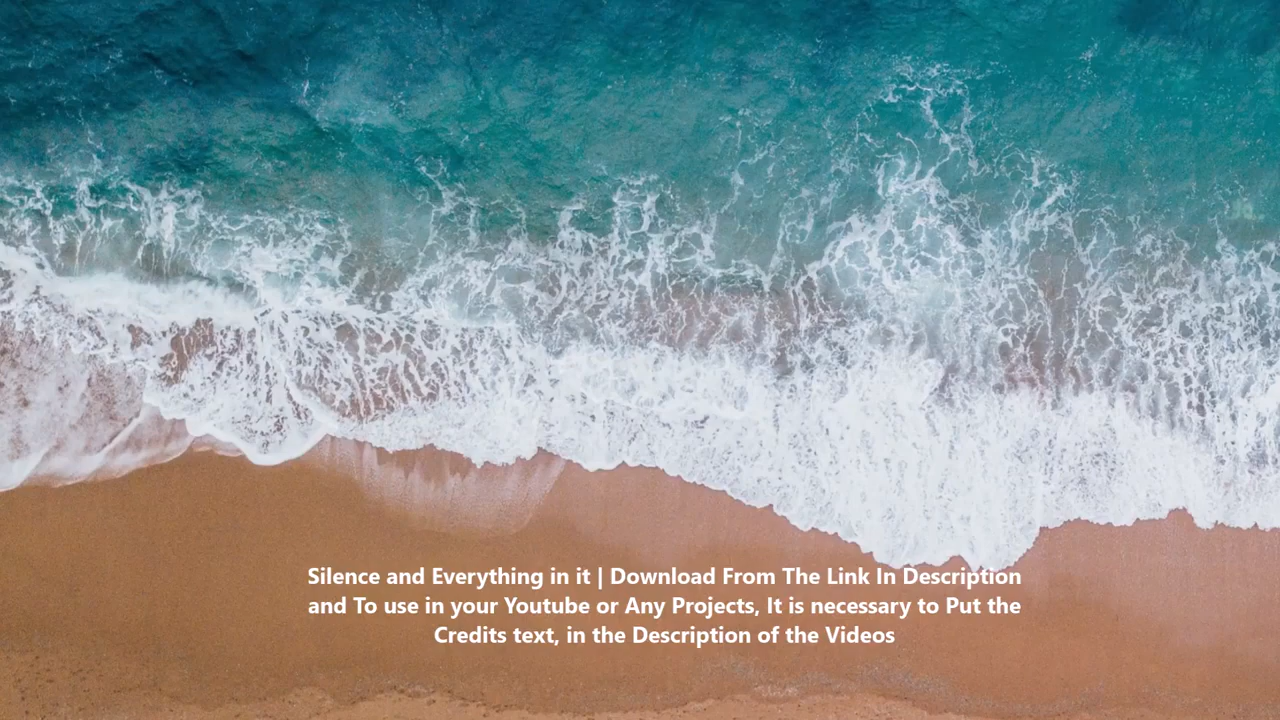 Silence and Everything in it | Download From The Link In Description
and To use in your Youtube or Any Projects, It is necessary to Put the
Credits text, in the Description of the Videos